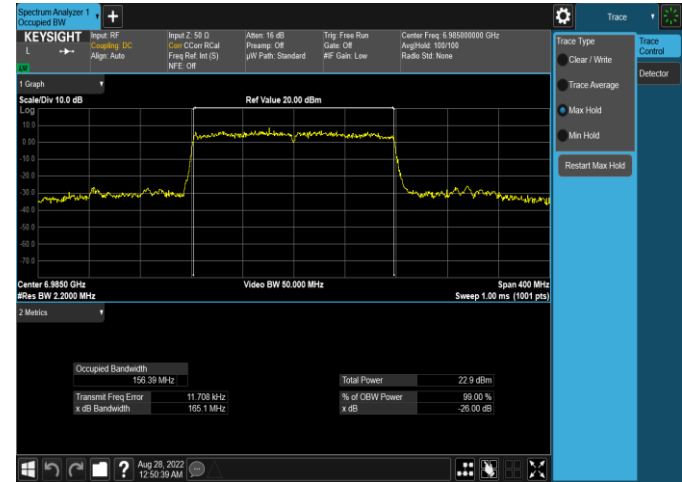 Spectrum Analyzer 1
Occupied BW
Trace
KEYSIGHT
L
Input: RF
Coupling: DC
Align: Auto
Input Z: 50 Ω
Corr CCorr RCal
Freq Ref: Int (S)
NFE: Off
Atten: 16 dB
Preamp: Off
µW Path: Standard
Trig: Free Run
Gate: Off
#IF Gain: Low
Center Freq: 6.985000000 GHz
Avg|Hold: 100/100
Radio Std: None
Trace Type
Clear / Write
Trace Average
Max Hold
Min Hold
Restart Max Hold
Trace
Control
Detector
1 Graph
Scale/Div 10.0 dB
Ref Value 20.00 dBm
Log
10.0
0.00
-10.0
-20.0
-30.0
-40.0
-50.0
-60.0
-70.0
Center 6.9850 GHz
Video BW 50.000 MHz
Span 400 MHz
#Res BW 2.2000 MHz
Sweep 1.00 ms (1001 pts)
2 Metrics
Occupied Bandwidth
156.39 MHz
Total Power
22.9 dBm
Transmit Freq Error
11.708 kHz
% of OBW Power
99.00 %
x dB Bandwidth
165.1 MHz
x dB
-26.00 dB
?
Aug 28, 2022
12:50:39 AM